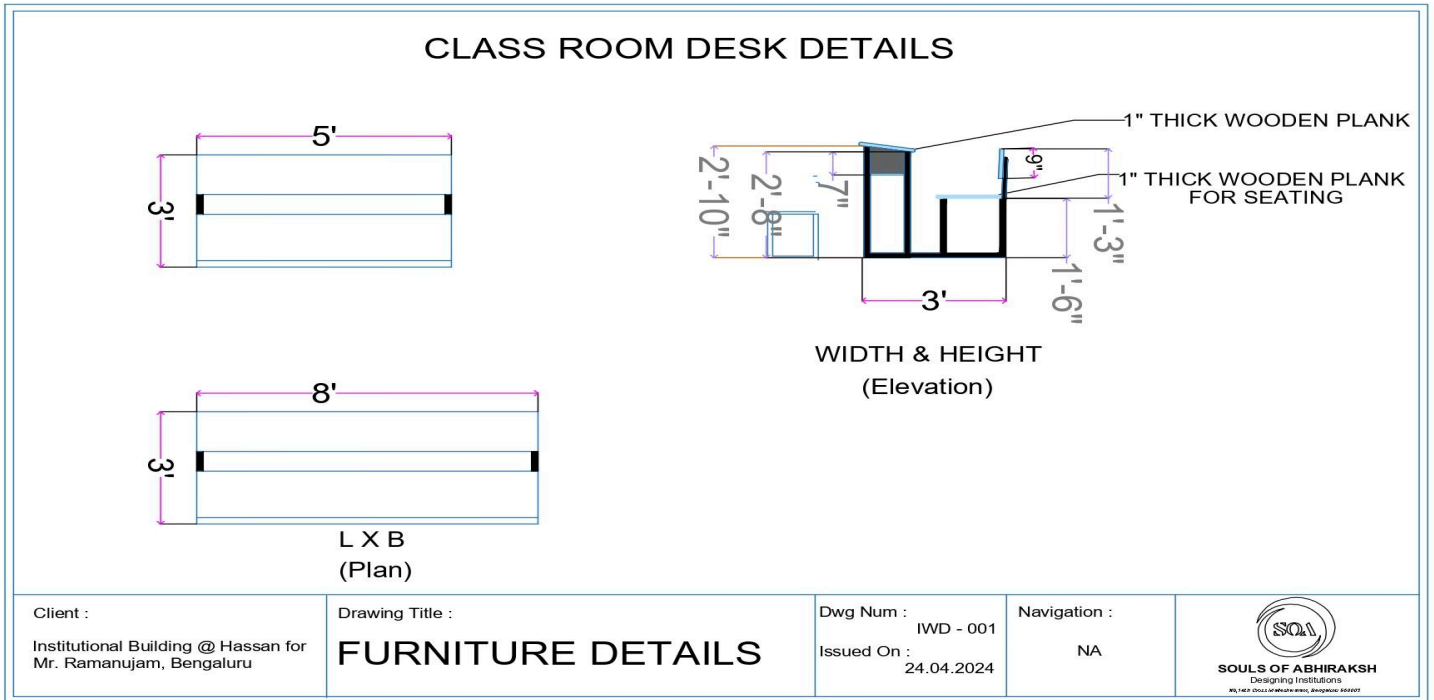 CLASS ROOM DESK DETAILS
5'
3'
2'-10"
2'-8"
7"
9"
1" THICK WOODEN PLANK
1" THICK WOODEN PLANK
FOR SEATING
1'-3"
1'-6"
3'
WIDTH & HEIGHT
(Elevation)
8'
3'
L X B
(Plan)
Client :
Institutional Building @ Hassan for
Mr. Ramanujam, Bengaluru
Drawing Title :
FURNITURE DETAILS
Dwg Num :
IWD - 001
Issued On :
24.04.2024
Navigation :
NA
SOA
SOULS OF ABHIRAKSH
Designing Institutions